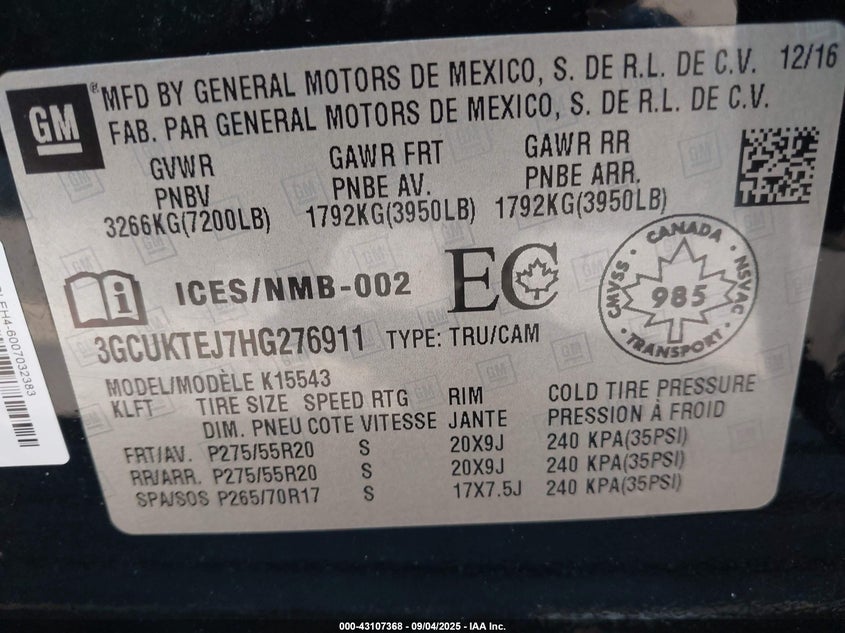 GM
® MFD BY GENERAL MOTORS DE MEXICO, S. DE R.L. DE C.V. 12/16
FAB. PAR GENERAL MOTORS DE MEXICO, S. DE R.L. DE C.V.
GVWR GAWR FRT GAWR RR
PNBV PNBE AV. PNBE ARR.
3266KG(7200LB) 1792KG(3950LB) 1792KG(3950LB)
i ICES/NMB-002 EC
CANADA
CMVSS 985 NSVAC
TRANSPORT
3GCUKTEJ7HG276911 TYPE: TRU/CAM
MODEL/MODÈLE K15543
KLFT TIRE SIZE SPEED RTG RIM COLD TIRE PRESSURE
DIM. PNEU COTE VITESSE JANTE PRESSION À FROID
FRT/AV. P275/55R20 S 20X9J 240 KPA(35PSI)
RR/ARR. P275/55R20 S 20X9J 240 KPA(35PSI)
SPA/SOS P265/70R17 S 17X7.5J 240 KPA(35PSI)
000-43107368 - 09/04/2025 - IAA Inc.